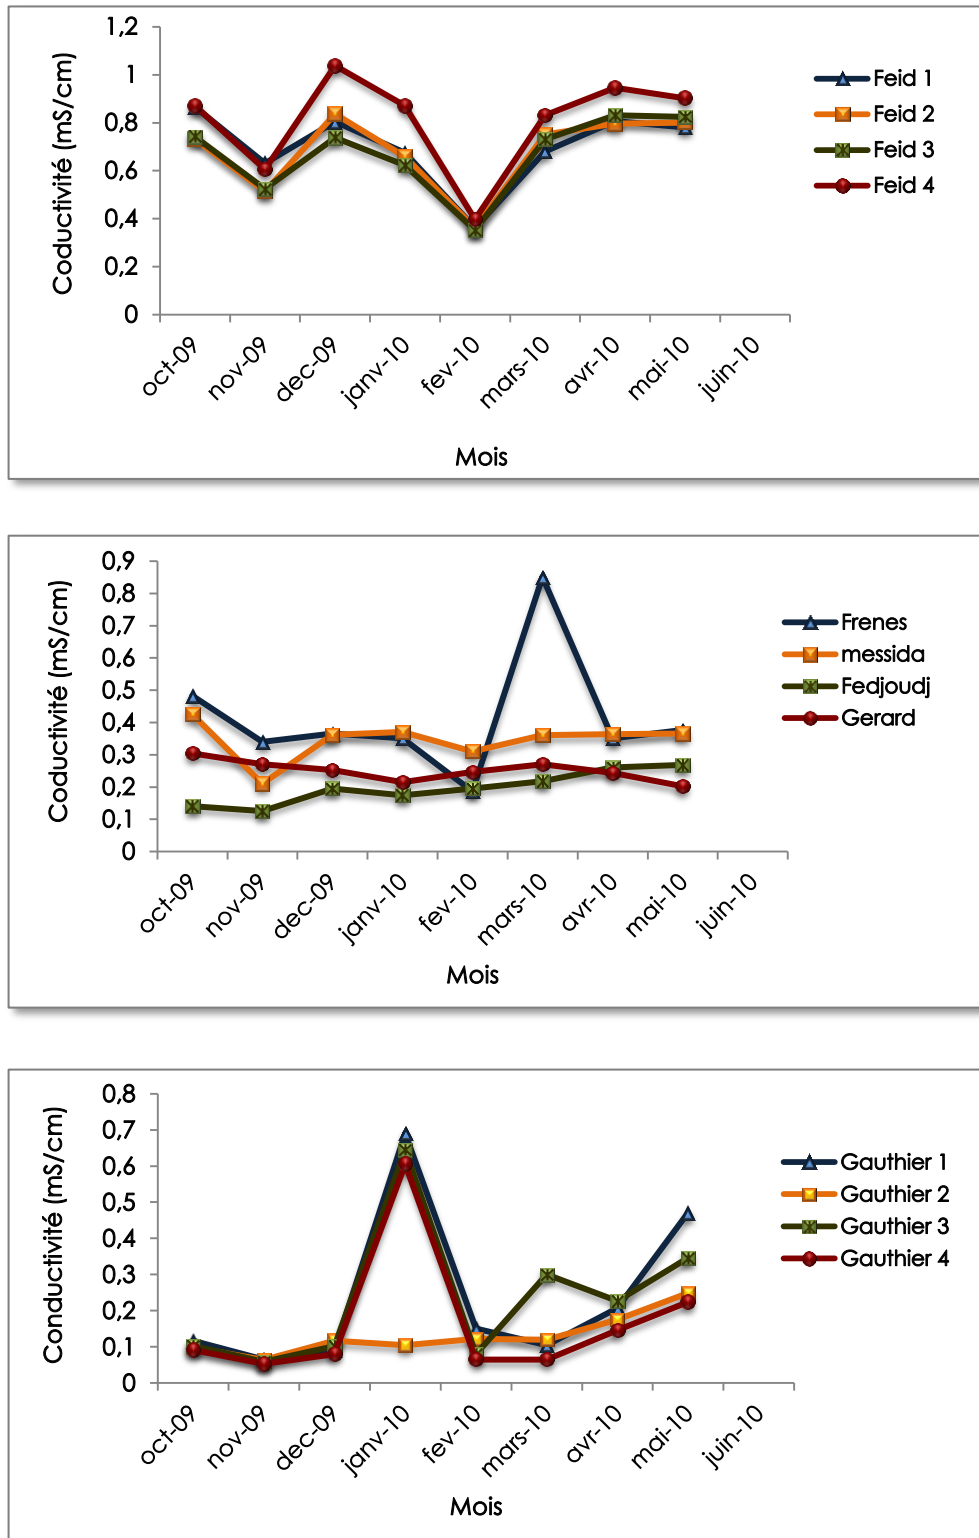 1,2
1
0,8
0,6
0,4
0,2
0
Coductivité (mS/cm)
oct-09
nov-09
dec-09
janv-10
fev-10
mars-10
avr-10
mai-10
juin-10
Mois
Feid 1
Feid 2
Feid 3
Feid 4
0,9
0,8
0,7
0,6
0,5
0,4
0,3
0,2
0,1
0
Coductivité (mS/cm)
oct-09
nov-09
dec-09
janv-10
fev-10
mars-10
avr-10
mai-10
juin-10
Mois
Frenes
messida
Fedjoudj
Gerard
0,8
0,7
0,6
0,5
0,4
0,3
0,2
0,1
0
Conductivité (mS/cm)
oct-09
nov-09
dec-09
janv-10
fev-10
mars-10
avr-10
mai-10
juin-10
Mois
Gauthier 1
Gauthier 2
Gauthier 3
Gauthier 4